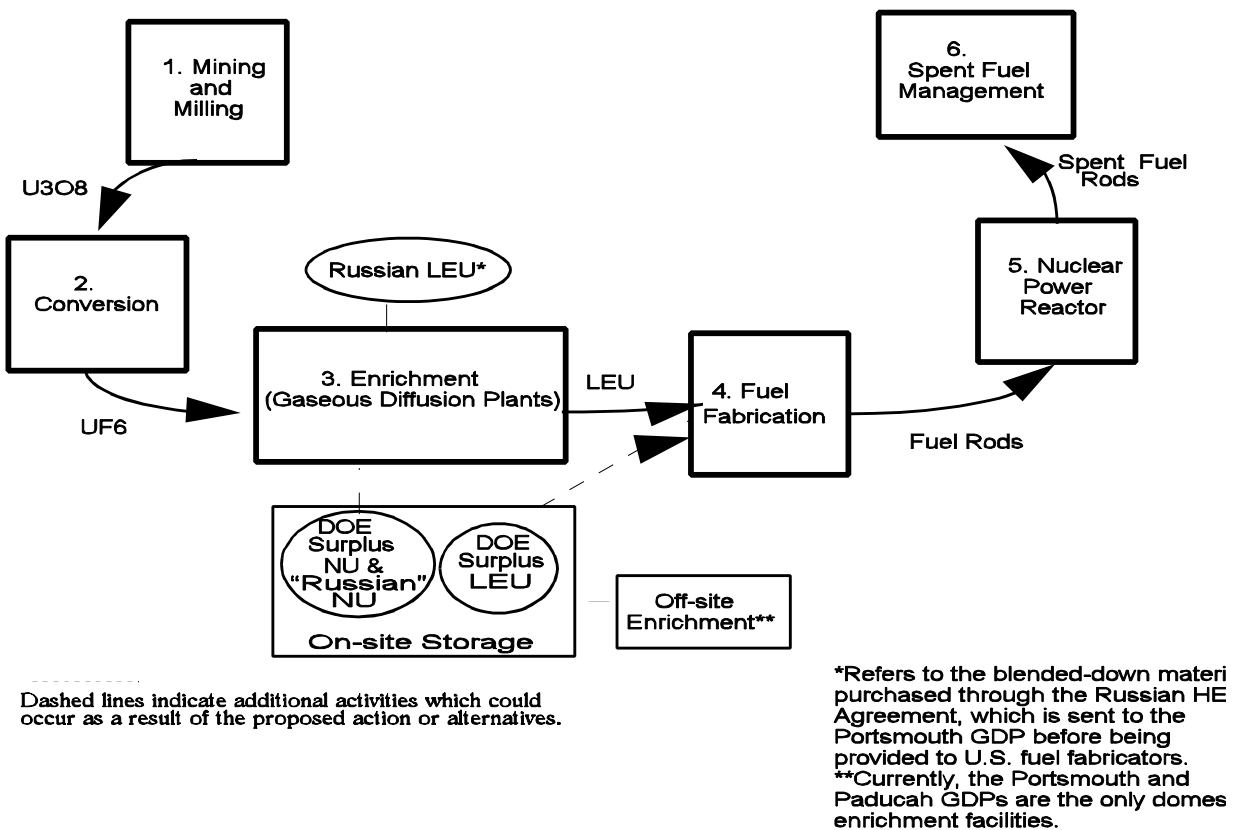 1. Mining
and
Milling
U3O8
2.
Conversion
UF6
Russian LEU*
3. Enrichment
(Gaseous Diffusion Plants)
LEU
4. Fuel
Fabrication
Fuel Rods
5. Nuclear
Power
Reactor
Spent Fuel
Rods
6.
Spent Fuel
Management
DOE
Surplus
NU &
“Russian”
NU
DOE
Surplus
LEU
On-site Storage
Off-site
Enrichment**
Dashed lines indicate additional activities which could
occur as a result of the proposed action or alternatives.
*Refers to the blended-down materi
purchased through the Russian HE
Agreement, which is sent to the
Portsmouth GDP before being
provided to U.S. fuel fabricators.
**Currently, the Portsmouth and
Paducah GDPs are the only domes
enrichment facilities.